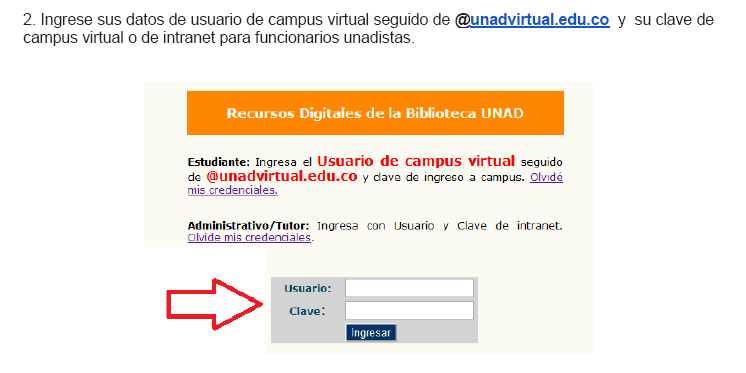 2. Ingrese sus datos de usuario de campus virtual seguido de @unadvirtual.edu.co y su clave de
campus virtual o de intranet para funcionarios unadistas.
Recursos Digitales de la Biblioteca UNAD
Estudiante: Ingresa el Usuario de campus virtual seguido
de @unadvirtual.edu.co y clave de ingreso a campus. Olvidé
mis credenciales.
Administrativo/Tutor: Ingresa con Usuario y Clave de intranet.
Olvide mis credenciales.
Usuario:
Clave:
Ingresar